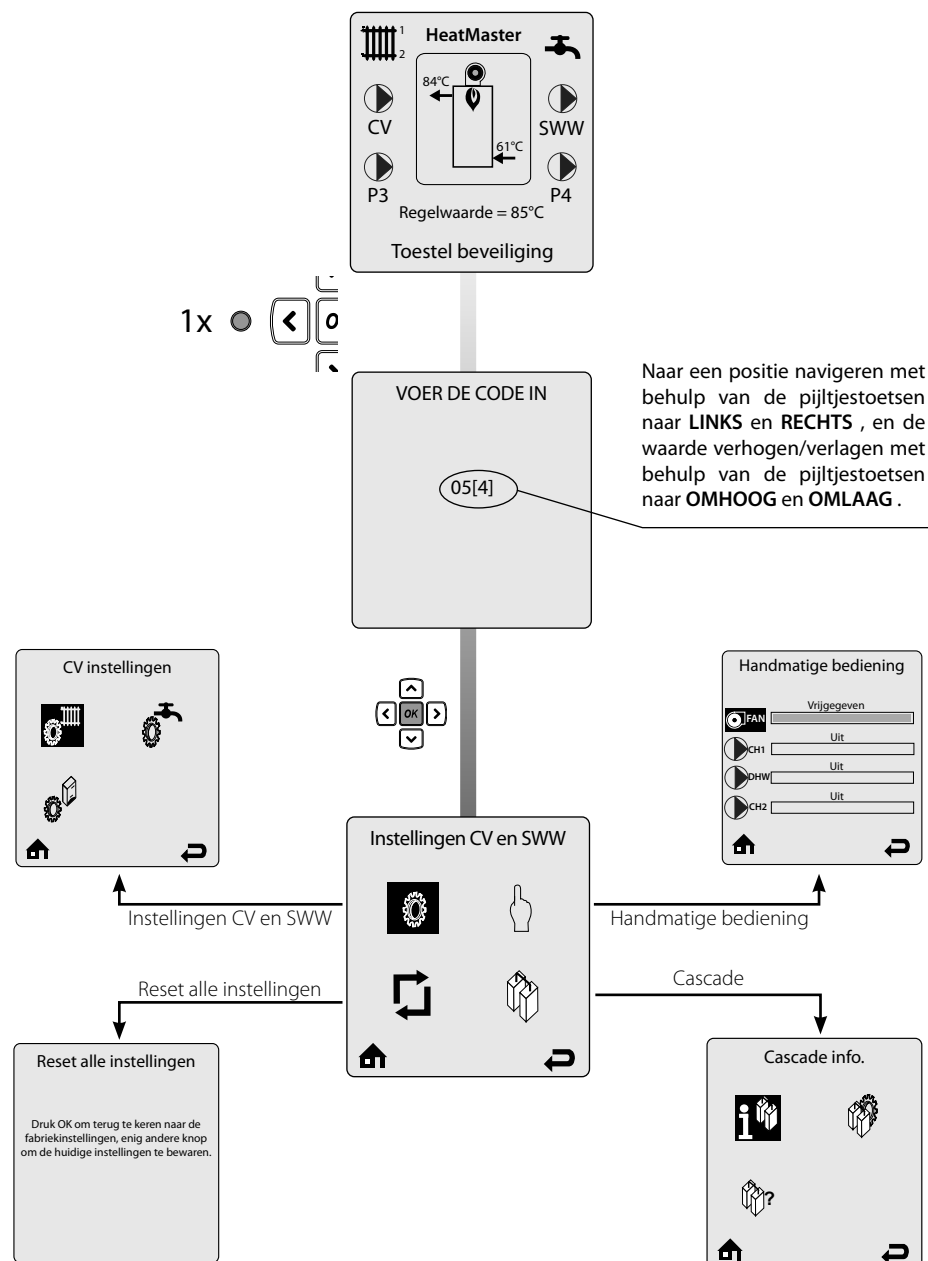 1
HeatMaster
2
84°C
CV
SWW
61°C
P3
P4
Regelwaarde = 85°C
Toestel beveiliging
1x
VOER DE CODE IN
05[4]
Naar een positie navigeren met
behulp van de pijltjestoetsen
naar LINKS en RECHTS , en de
waarde verhogen/verlagen met
behulp van de pijltjestoetsen
naar OMHOOG en OMLAAG .
CV instellingen
OK
Handmatige bediening
Vrijgegeven
FAN
Uit
CH1
Uit
DHW
Uit
CH2
Instellingen CV en SWW
Instellingen CV en SWW
Handmatige bediening
Reset alle instellingen
Cascade
Reset alle instellingen
Druk OK om terug te keren naar de
fabriekinstellingen, enig andere knop
om de huidige instellingen te bewaren.
Cascade info.
i
?